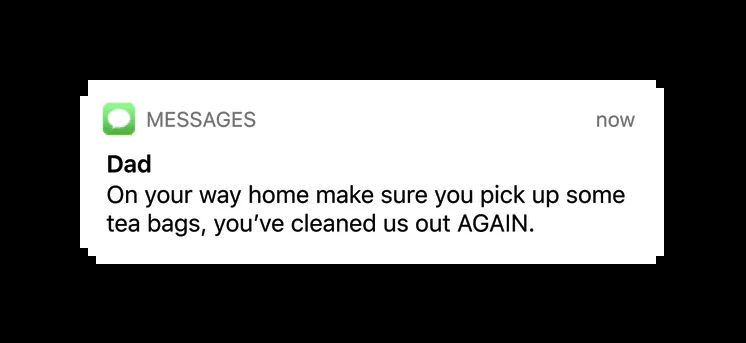 MESSAGES now
Dad
On your way home make sure you pick up some
tea bags, you’ve cleaned us out AGAIN.